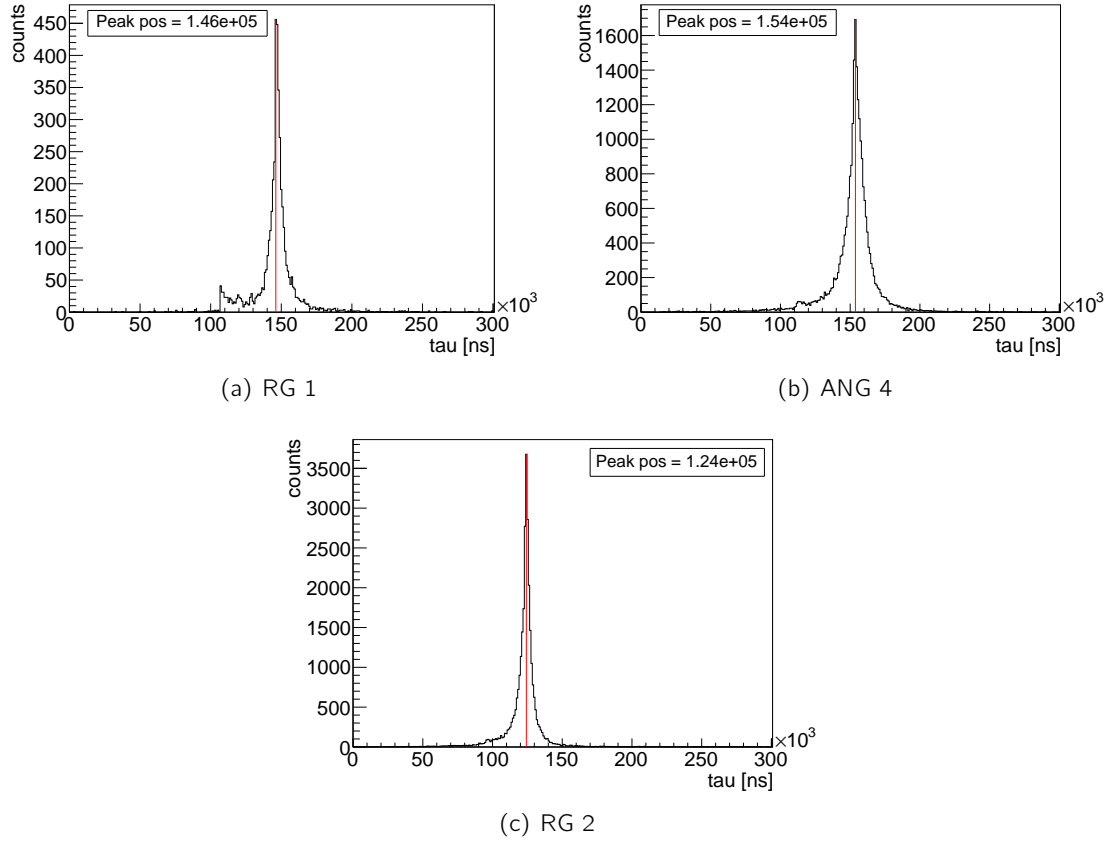 counts
Peak pos = 1.46e+05
450
400
350
300
250
200
150
100
50
0
0 50 100 150 200 250 300
×10³
tau [ns]
(a) RG 1
counts
Peak pos = 1.54e+05
1600
1400
1200
1000
800
600
400
200
0
0 50 100 150 200 250 300
×10³
tau [ns]
(b) ANG 4
counts
Peak pos = 1.24e+05
3500
3000
2500
2000
1500
1000
500
0
0 50 100 150 200 250 300
×10³
tau [ns]
(c) RG 2